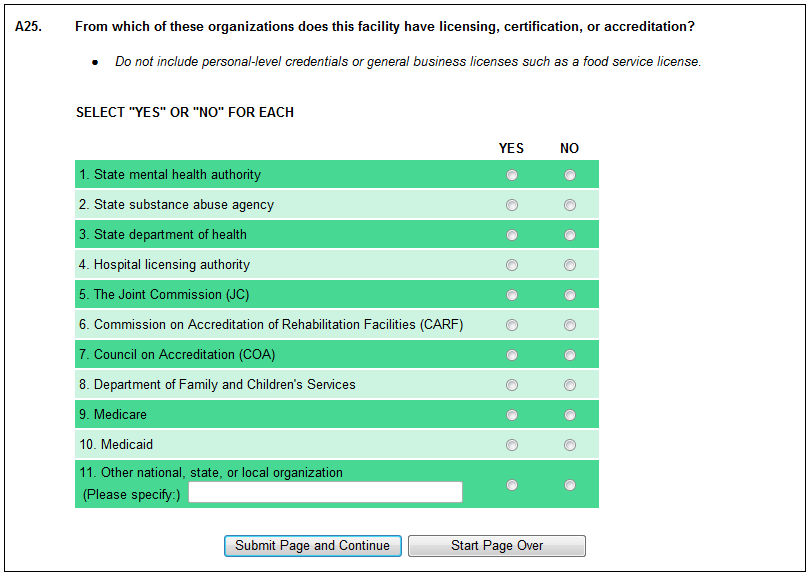 A25. From which of these organizations does this facility have licensing, certification, or accreditation?
• Do not include personal-level credentials or general business licenses such as a food service license.
SELECT "YES" OR "NO" FOR EACH
YES NO
1. State mental health authority
2. State substance abuse agency
3. State department of health
4. Hospital licensing authority
5. The Joint Commission (JC)
6. Commission on Accreditation of Rehabilitation Facilities (CARF)
7. Council on Accreditation (COA)
8. Department of Family and Children's Services
9. Medicare
10. Medicaid
11. Other national, state, or local organization
(Please specify:)
Submit Page and Continue Start Page Over